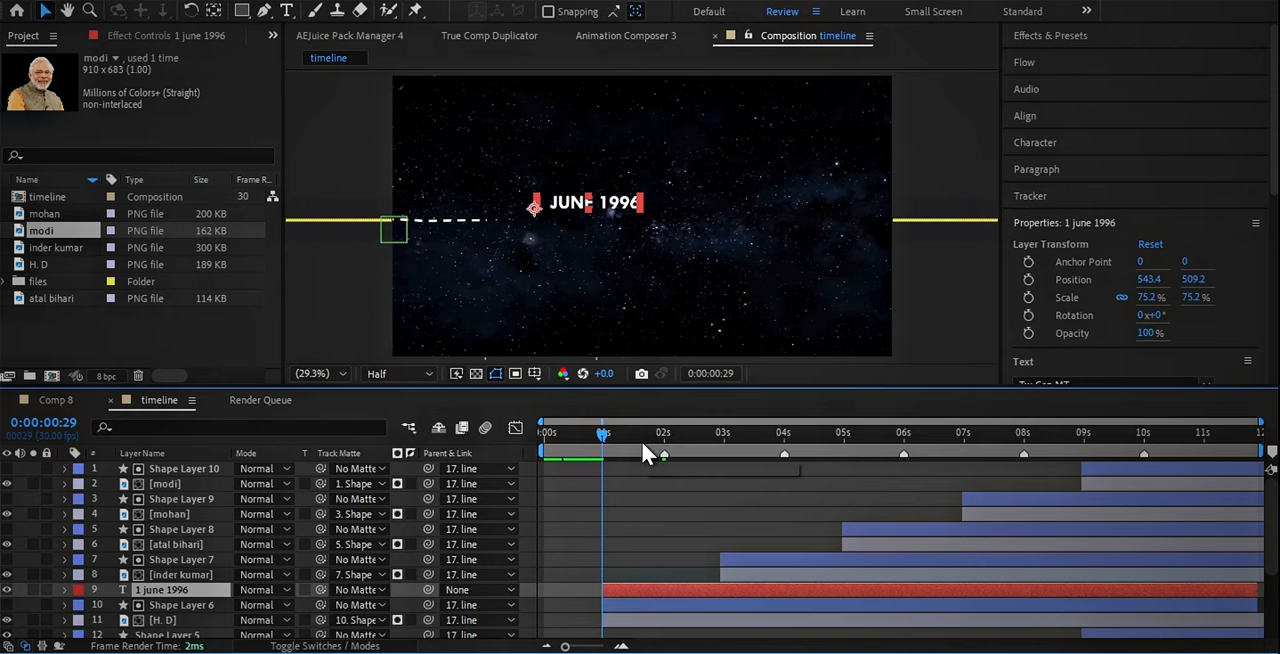 Snapping
Default
Review
Learn
Small Screen
Standard
Project
Effect Controls 1 june 1996
AEJuice Pack Manager 4
True Comp Duplicator
Animation Composer 3
Composition timeline
timeline
modi , used 1 time
910 x 683 (1.00)
Millions of Colors+ (Straight)
non-interlaced
Name Type Size Frame R...
timeline Composition 30
mohan PNG file 200 KB
modi PNG file 162 KB
inder kumar PNG file 300 KB
H. D PNG file 189 KB
files Folder
atal bihari PNG file 114 KB
8 bpc
JUNE 1996
(29.3%) Half +0.0 0:00:00:29
Effects & Presets
Flow
Audio
Align
Character
Paragraph
Tracker
Properties: 1 june 1996
Layer Transform Reset
Anchor Point 0 0
Position 543.4 509.2
Scale 75.2 % 75.2 %
Rotation 0x+0°
Opacity 100 %
Text
Comp 8
timeline
Render Queue
0:00:00:29
00029 (30.00 fps)
02s 03s 04s 05s 06s 07s 08s 09s 10s 11s
# Layer Name Mode T Track Matte Parent & Link
1 Shape Layer 10 Normal No Matte 17. line
2 [modi] Normal 1. Shape 17. line
3 Shape Layer 9 Normal No Matte 17. line
4 [mohan] Normal 3. Shape 17. line
5 Shape Layer 8 Normal No Matte 17. line
6 [atal bihari] Normal 5. Shape 17. line
7 Shape Layer 7 Normal No Matte 17. line
8 [inder kumar] Normal 7. Shape 17. line
9 T 1 june 1996 Normal No Matte None
10 Shape Layer 6 Normal No Matte 17. line
11 [H. D] Normal 10. Shape 17. line
12 Shape Layer 5 Normal No Matte 17. line
Frame Render Time: 2ms
Toggle Switches / Modes